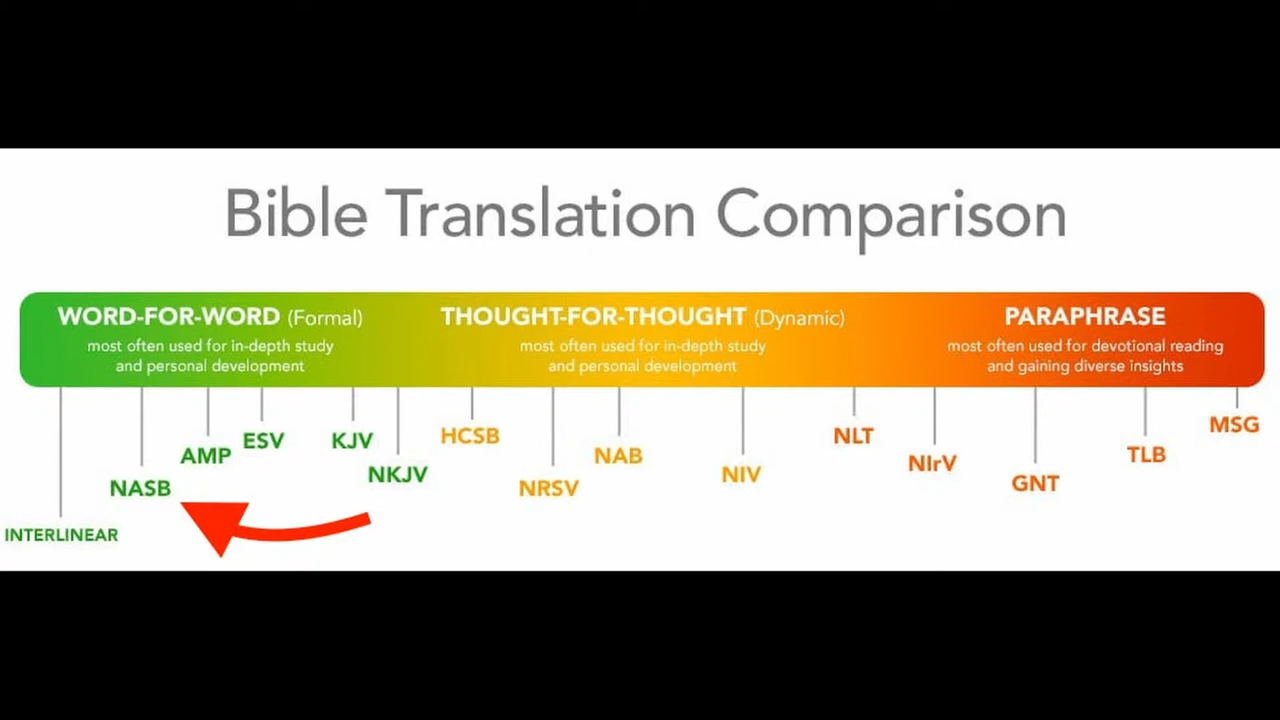 Bible Translation Comparison
WORD-FOR-WORD (Formal)
most often used for in-depth study
and personal development
THOUGHT-FOR-THOUGHT (Dynamic)
most often used for in-depth study
and personal development
PARAPHRASE
most often used for devotional reading
and gaining diverse insights
INTERLINEAR
NASB
AMP
ESV
KJV
NKJV
HCSB
NRSV
NAB
NIV
NLT
NIrV
GNT
TLB
MSG